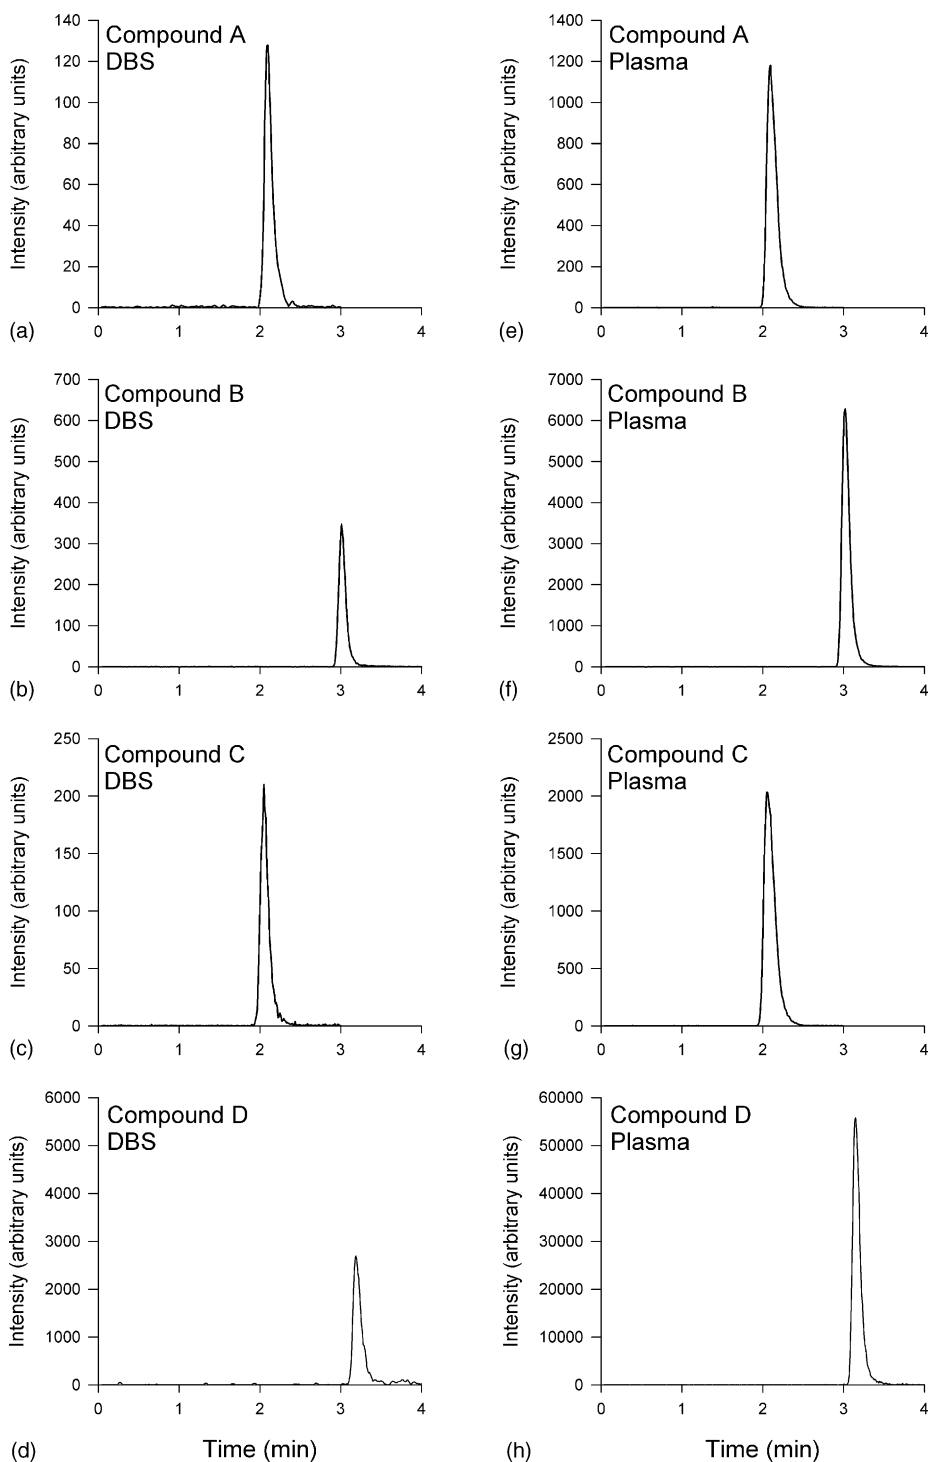 Compound A
DBS
Intensity (arbitrary units)
140
120
100
80
60
40
20
0
0 1 2 3 4
(a)
Compound A
Plasma
Intensity (arbitrary units)
1400
1200
1000
800
600
400
200
0
0 1 2 3 4
(e)
Compound B
DBS
Intensity (arbitrary units)
700
600
500
400
300
200
100
0
0 1 2 3 4
(b)
Compound B
Plasma
Intensity (arbitrary units)
7000
6000
5000
4000
3000
2000
1000
0
0 1 2 3 4
(f)
Compound C
DBS
Intensity (arbitrary units)
250
200
150
100
50
0
0 1 2 3 4
(c)
Compound C
Plasma
Intensity (arbitrary units)
2500
2000
1500
1000
500
0
0 1 2 3 4
(g)
Compound D
DBS
Intensity (arbitrary units)
6000
5000
4000
3000
2000
1000
0
0 1 2 3 4
(d)
Time (min)
Compound D
Plasma
Intensity (arbitrary units)
60000
50000
40000
30000
20000
10000
0
0 1 2 3 4
(h)
Time (min)